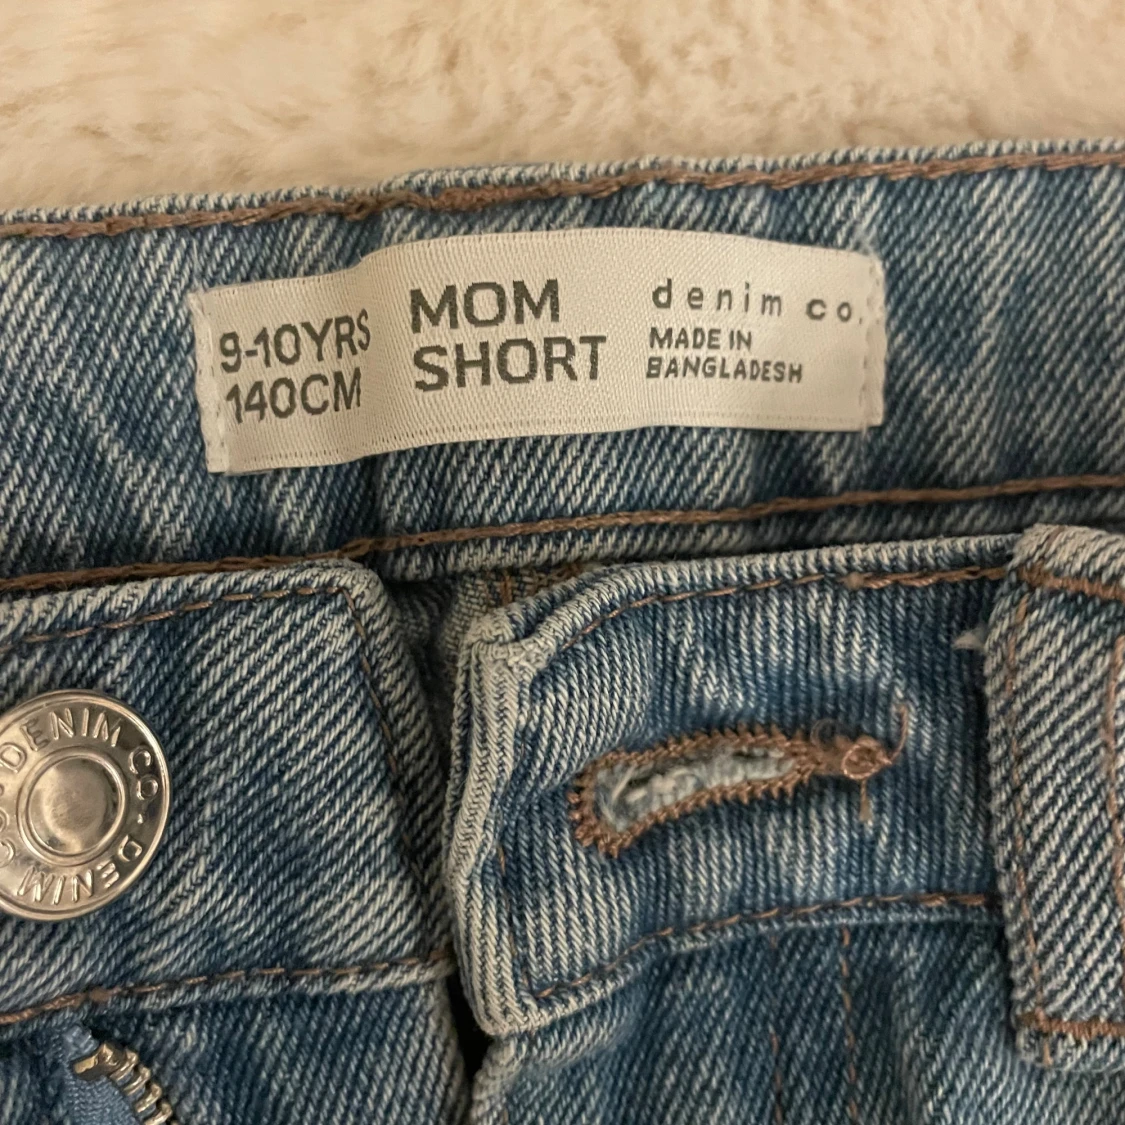 9-10YRS
140CM
MOM
SHORT
denim co.
MADE IN
BANGLADESH
DENIM CO · DENIM CO